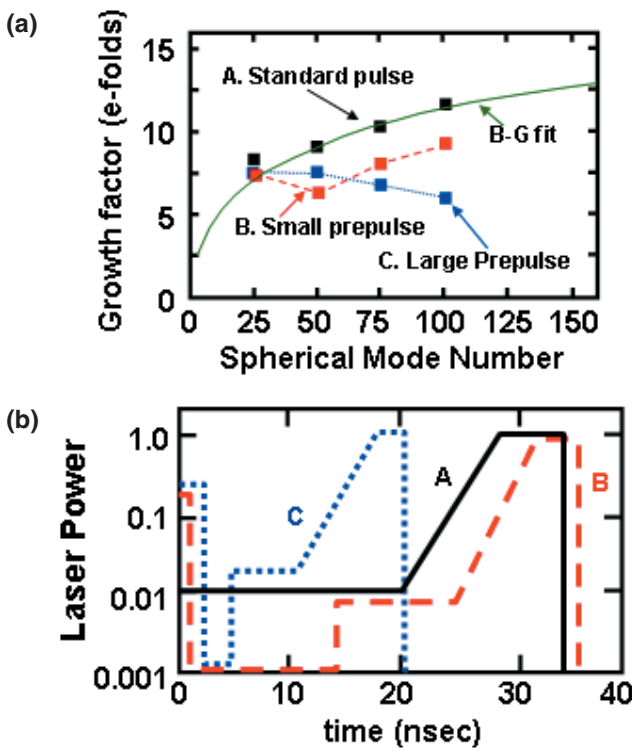 (a)
15
10
5
0
Growth factor (e-folds)
A. Standard pulse
B-G fit
B. Small prepulse
C. Large Prepulse
25 50 75 100 125 150
Spherical Mode Number
(b)
1.0
0.1
0.01
0.001
Laser Power
C
A
B
0 10 20 30 40
time (nsec)